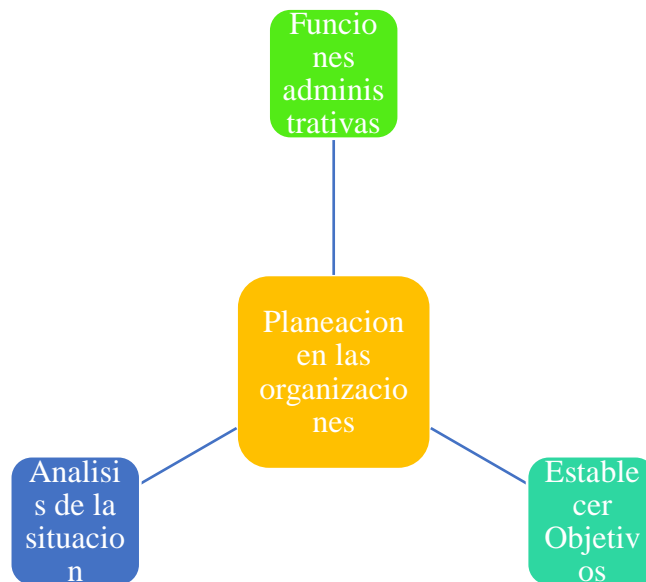 Funcio
nes
adminis
trativas
Planeacion
en las
organizacio
nes
Analisi
s de la
situacio
n
Estable
cer
Objetiv
os